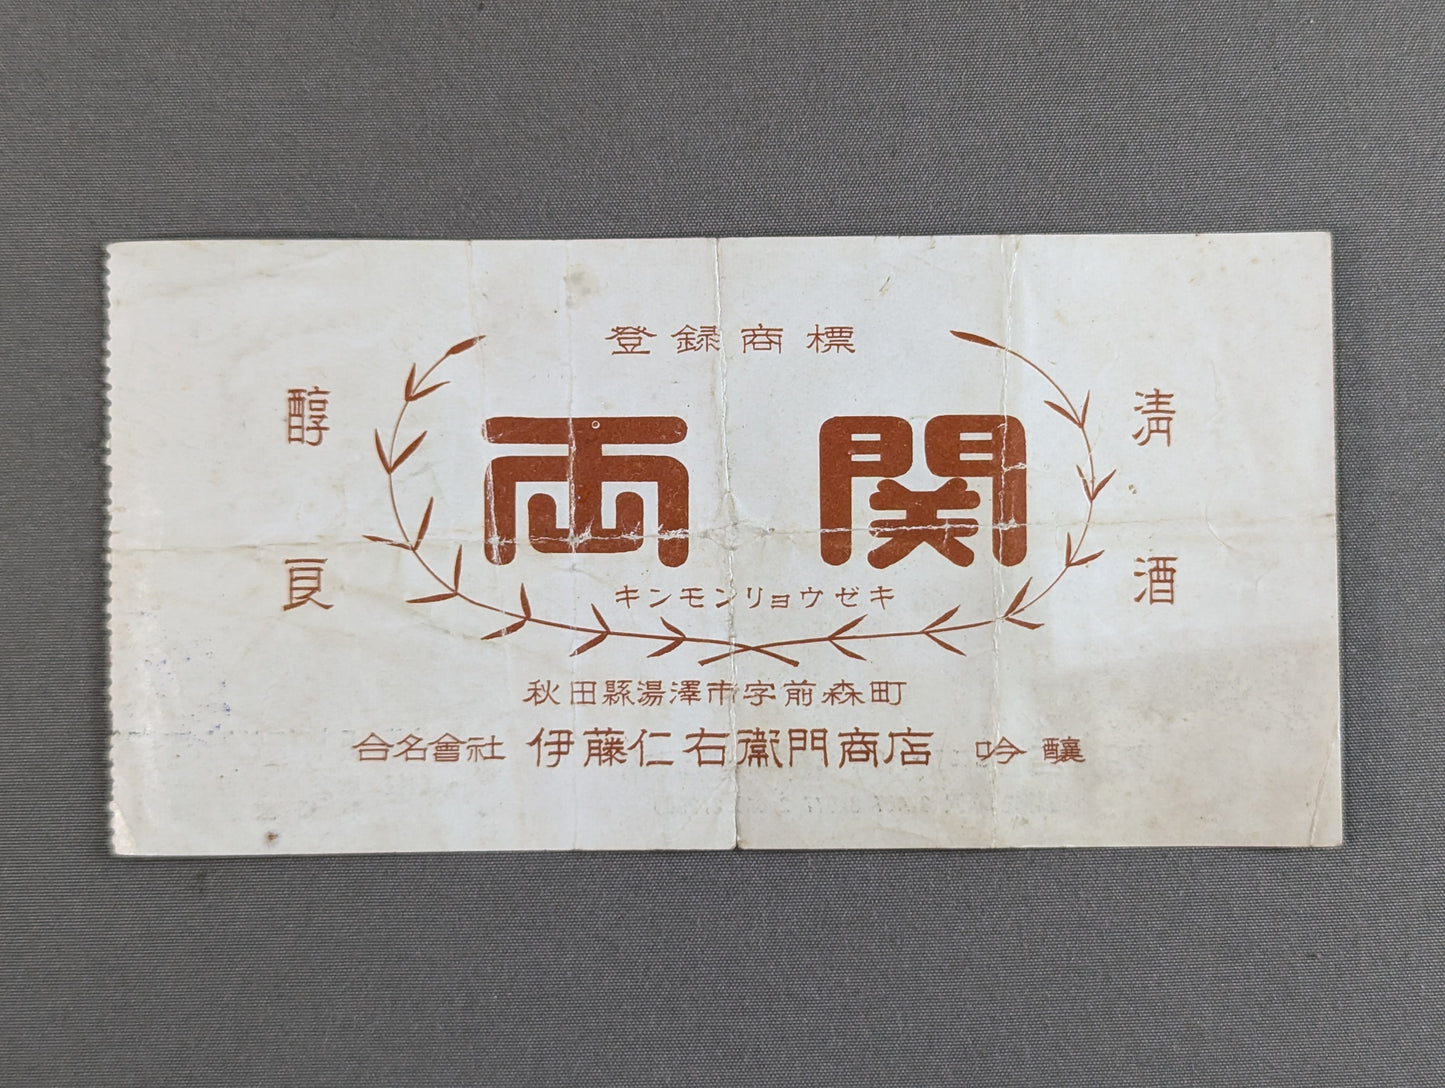 登録商標
醇良
両関
清酒
キンモンリョウゼキ
秋田縣湯澤市字前森町
合名會社 伊藤仁右衞門商店 吟醸